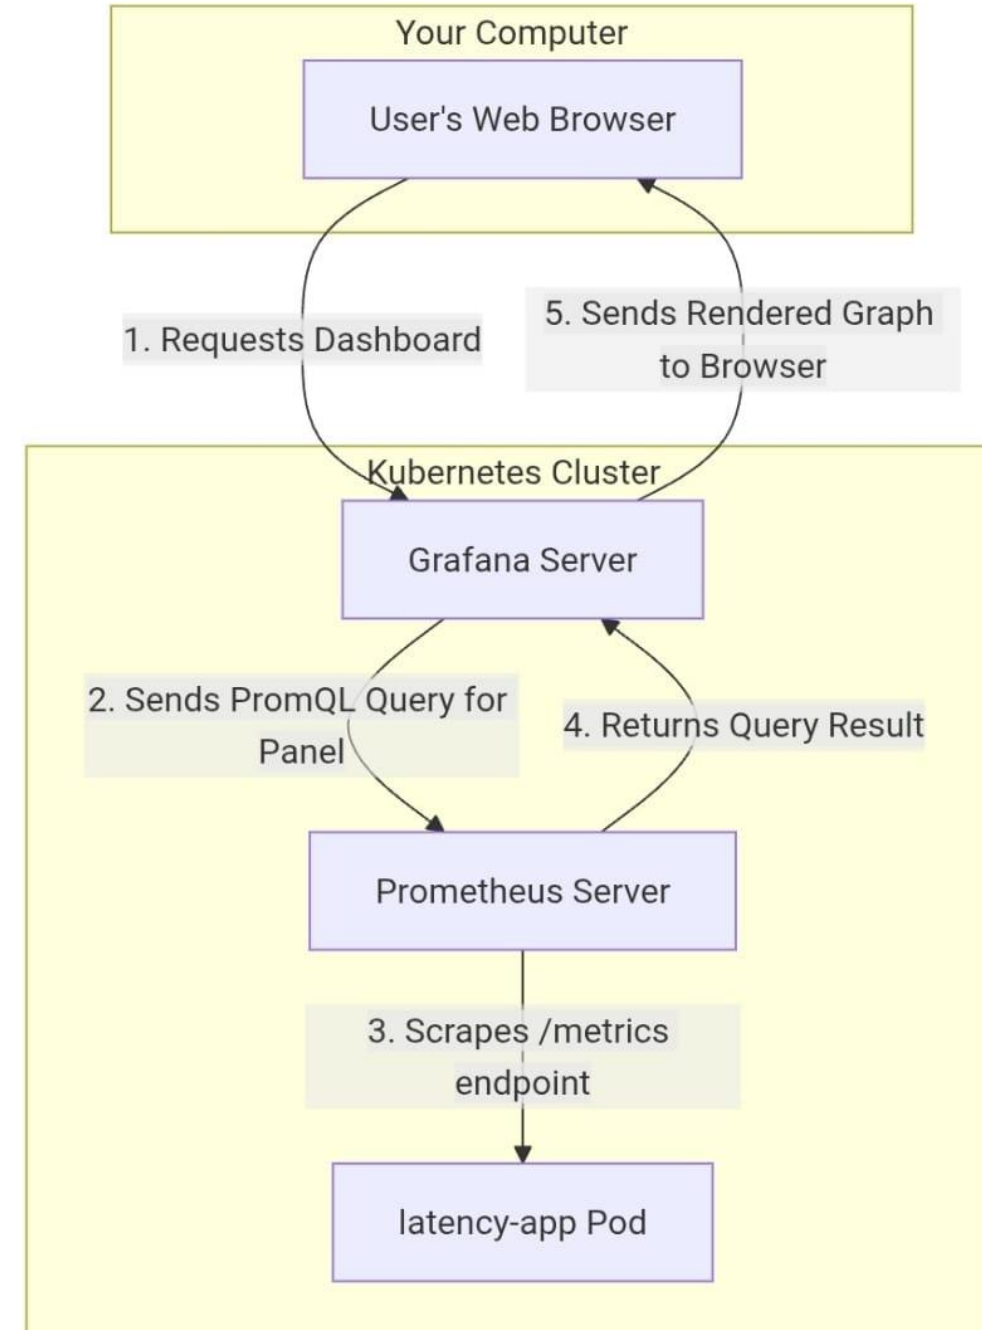 Your Computer
User's Web Browser
1. Requests Dashboard
5. Sends Rendered Graph
to Browser
Kubernetes Cluster
Grafana Server
2. Sends PromQL Query for
Panel
4. Returns Query Result
Prometheus Server
3. Scrapes /metrics
endpoint
latency-app Pod